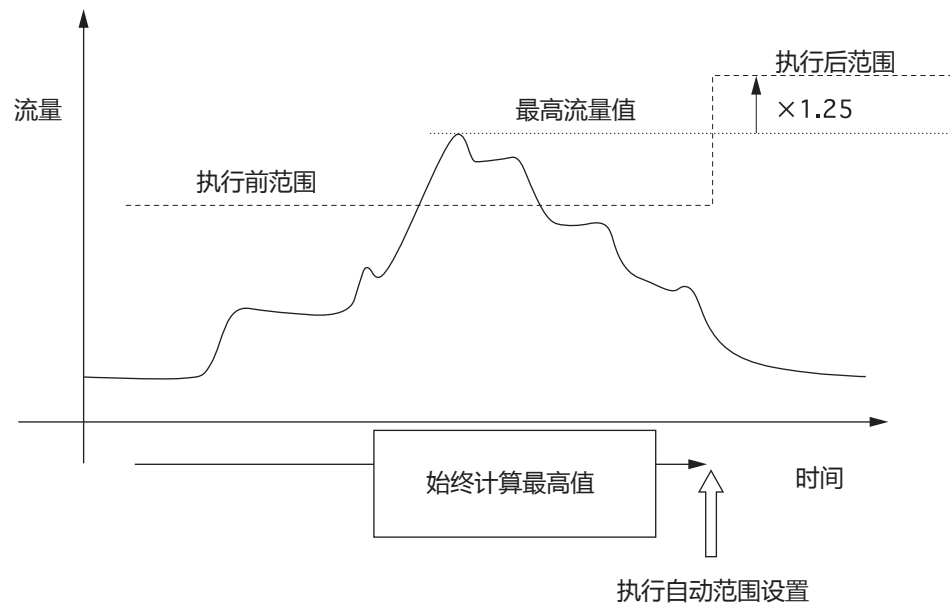 执行后范围
流量
最高流量值
×1.25
执行前范围
始终计算最高值
时间
执行自动范围设置